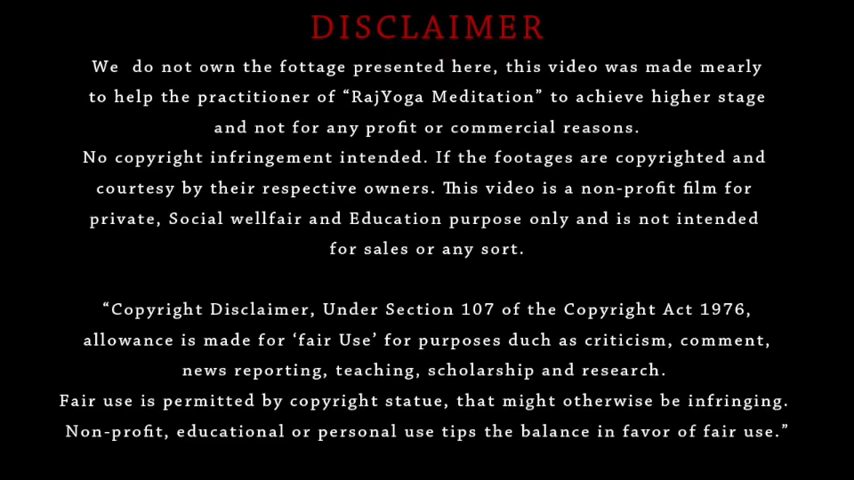 DISCLAIMER
We do not own the fottage presented here, this video was made mearly
to help the practitioner of “RajYoga Meditation” to achieve higher stage
and not for any profit or commercial reasons.
No copyright infringement intended. If the footages are copyrighted and
courtesy by their respective owners. This video is a non-profit film for
private, Social wellfair and Education purpose only and is not intended
for sales or any sort.
“Copyright Disclaimer, Under Section 107 of the Copyright Act 1976,
allowance is made for ‘fair Use’ for purposes duch as criticism, comment,
news reporting, teaching, scholarship and research.
Fair use is permitted by copyright statue, that might otherwise be infringing.
Non-profit, educational or personal use tips the balance in favor of fair use.”